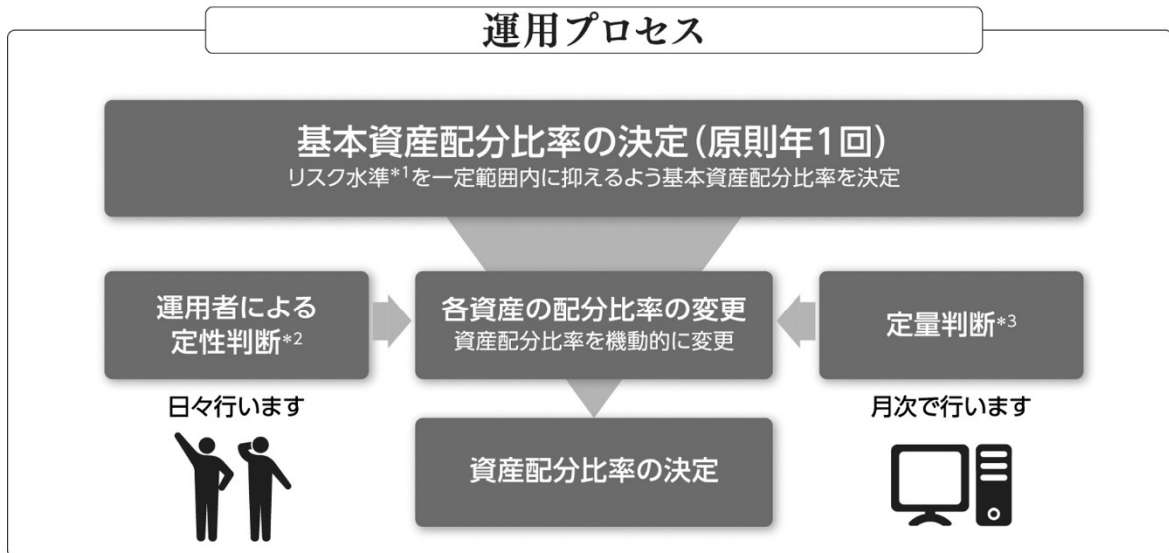 運用プロセス
基本資産配分比率の決定（原則年1回）
リスク水準*1を一定範囲内に抑えるよう基本資産配分比率を決定
運用者による
定性判断*2
各資産の配分比率の変更
資産配分比率を機動的に変更
定量判断*3
日々行います
月次で行います
資産配分比率の決定